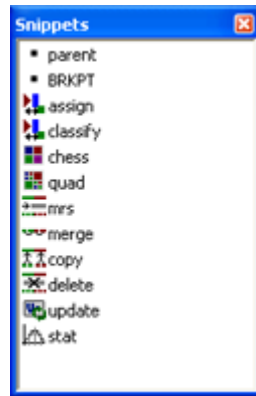 Snippets
parent
BRKPT
assign
classify
chess
quad
mrs
merge
copy
delete
update
stat